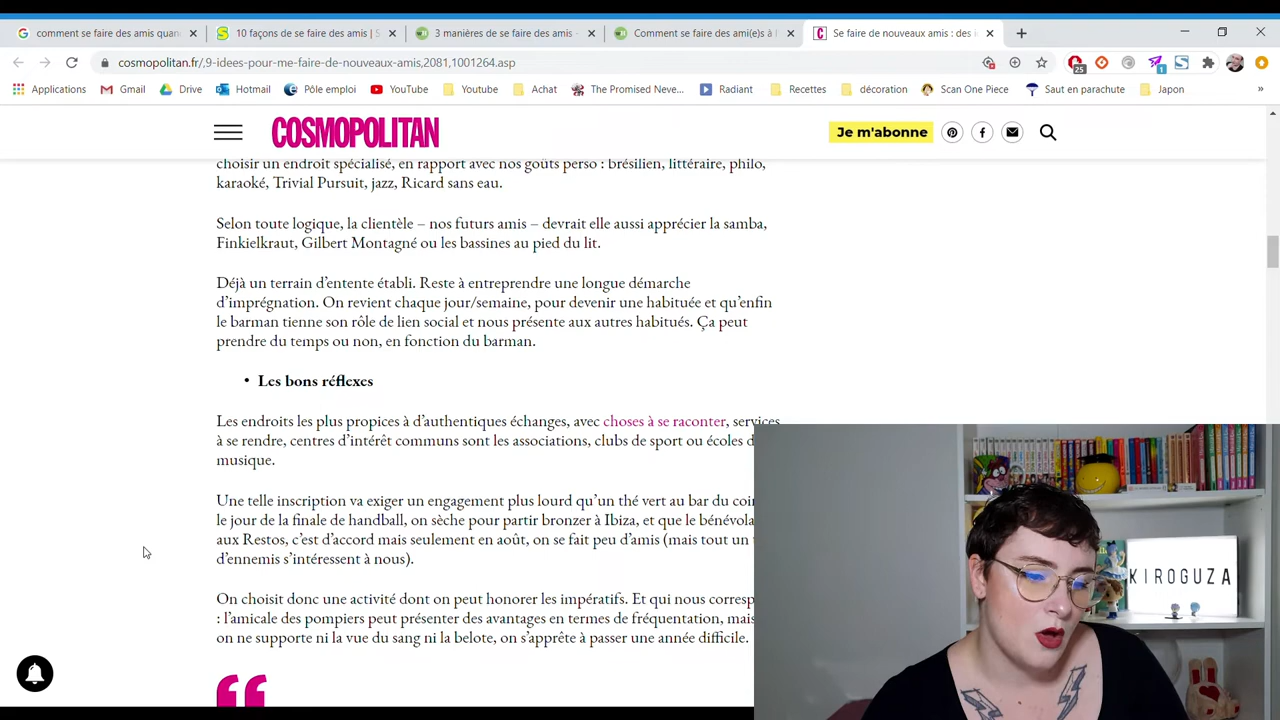 comment se faire des amis quan
10 façons de se faire des amis | S
3 manières de se faire des amis -
Comment se faire des ami(e)s à l
Se faire de nouveaux amis : des i
cosmopolitan.fr/,9-idees-pour-me-faire-de-nouveaux-amis,2081,1001264.asp
25
1
Applications
Gmail
Drive
Hotmail
Pôle emploi
YouTube
Youtube
Achat
The Promised Neve...
Radiant
Recettes
décoration
Scan One Piece
Saut en parachute
Japon
»
COSMOPOLITAN
Je m'abonne
choisir un endroit spécialisé, en rapport avec nos goûts perso : brésilien, littéraire, philo,
karaoké, Trivial Pursuit, jazz, Ricard sans eau.
Selon toute logique, la clientèle – nos futurs amis – devrait elle aussi apprécier la samba,
Finkielkraut, Gilbert Montagné ou les bassines au pied du lit.
Déjà un terrain d’entente établi. Reste à entreprendre une longue démarche
d’imprégnation. On revient chaque jour/semaine, pour devenir une habituée et qu’enfin
le barman tienne son rôle de lien social et nous présente aux autres habitués. Ça peut
prendre du temps ou non, en fonction du barman.
• Les bons réflexes
Les endroits les plus propices à d’authentiques échanges, avec choses à se raconter, services
à se rendre, centres d’intérêt communs sont les associations, clubs de sport ou écoles d
musique.
Une telle inscription va exiger un engagement plus lourd qu’un thé vert au bar du coi
le jour de la finale de handball, on sèche pour partir bronzer à Ibiza, et que le bénévola
aux Restos, c’est d’accord mais seulement en août, on se fait peu d’amis (mais tout un
d’ennemis s’intéressent à nous).
On choisit donc une activité dont on peut honorer les impératifs. Et qui nous corresp
: l’amicale des pompiers peut présenter des avantages en termes de fréquentation, mais
on ne supporte ni la vue du sang ni la belote, on s’apprête à passer une année difficile.
“
KIROGUZA